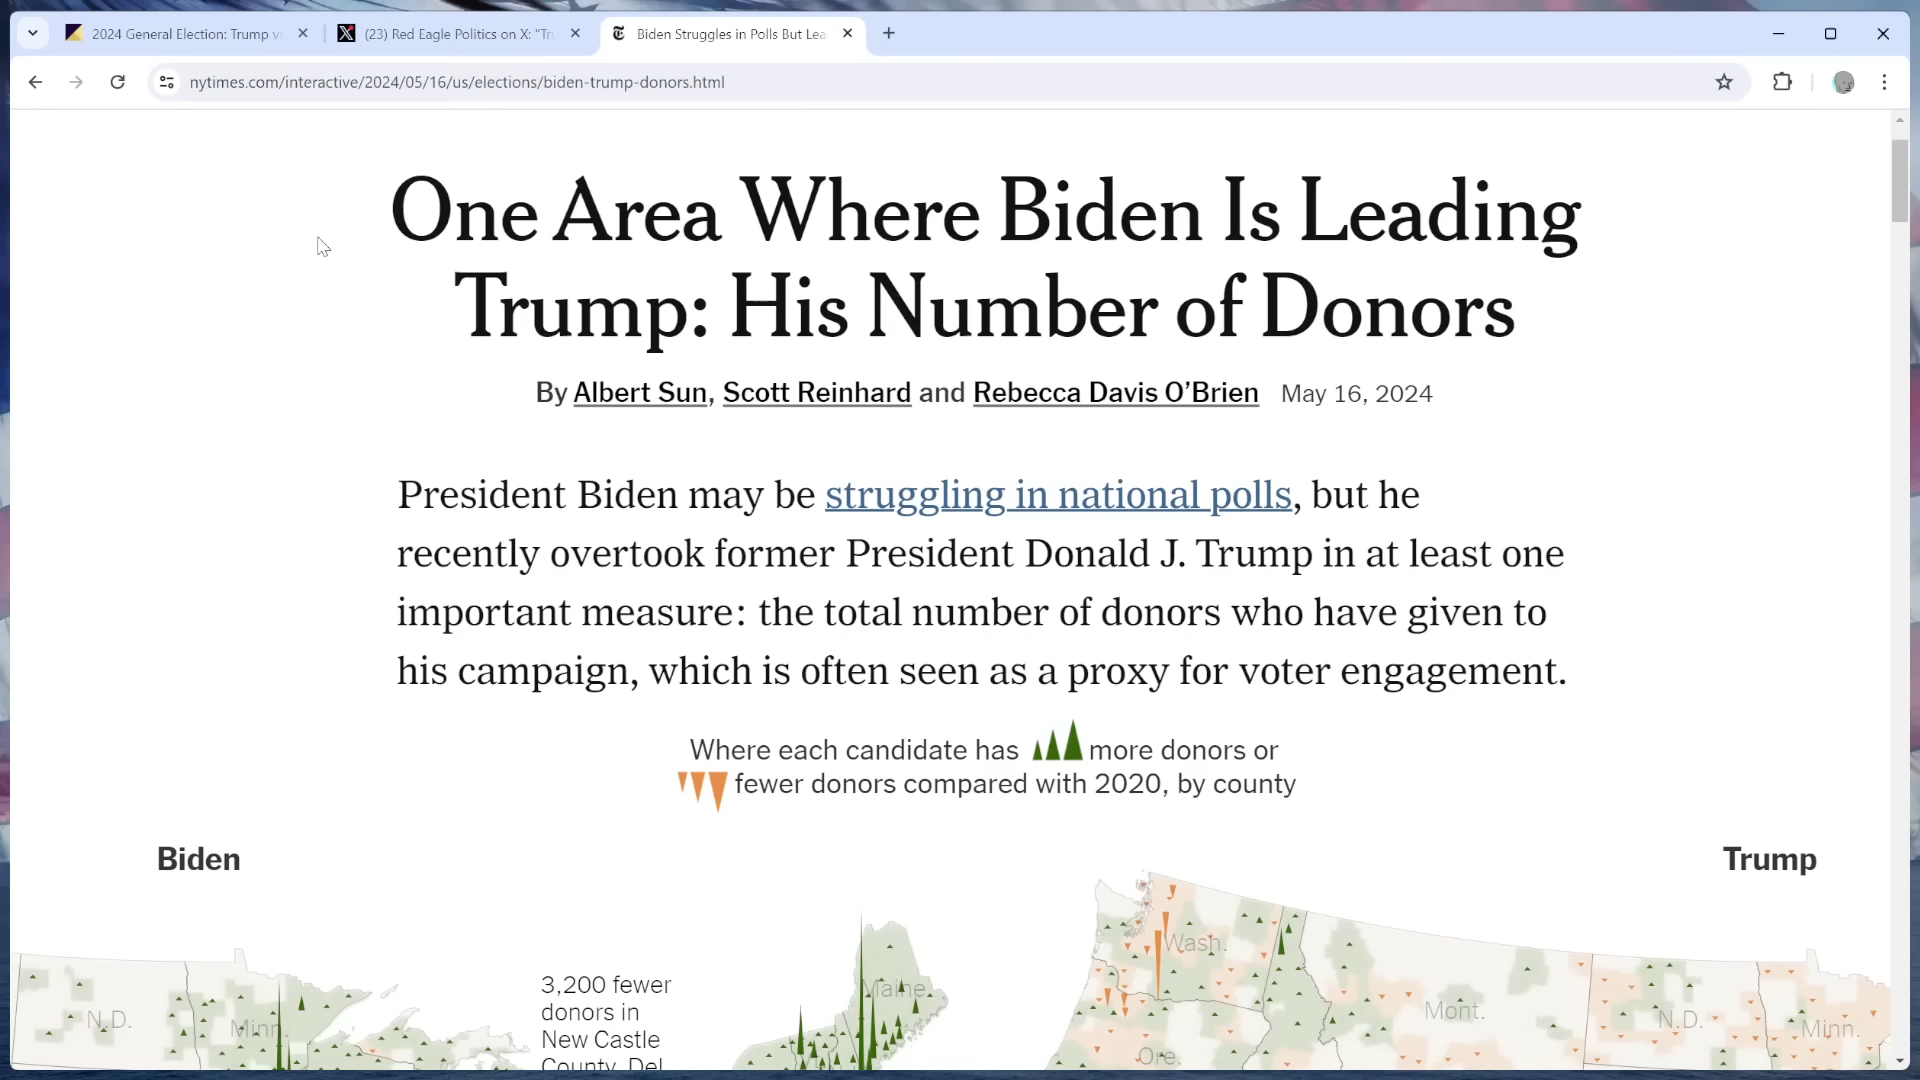 2024 General Election: Trump vs
(23) Red Eagle Politics on X: "Tru
Biden Struggles in Polls But Lea
nytimes.com/interactive/2024/05/16/us/elections/biden-trump-donors.html
One Area Where Biden Is Leading
Trump: His Number of Donors
By Albert Sun, Scott Reinhard and Rebecca Davis O’Brien May 16, 2024
President Biden may be struggling in national polls, but he
recently overtook former President Donald J. Trump in at least one
important measure: the total number of donors who have given to
his campaign, which is often seen as a proxy for voter engagement.
Where each candidate has more donors or
fewer donors compared with 2020, by county
Biden
Trump
Wash.
3,200 fewer
donors in
New Castle
County, Del.
Maine
N.D.
Minn.
Mont.
N.D.
Minn.
Ore.